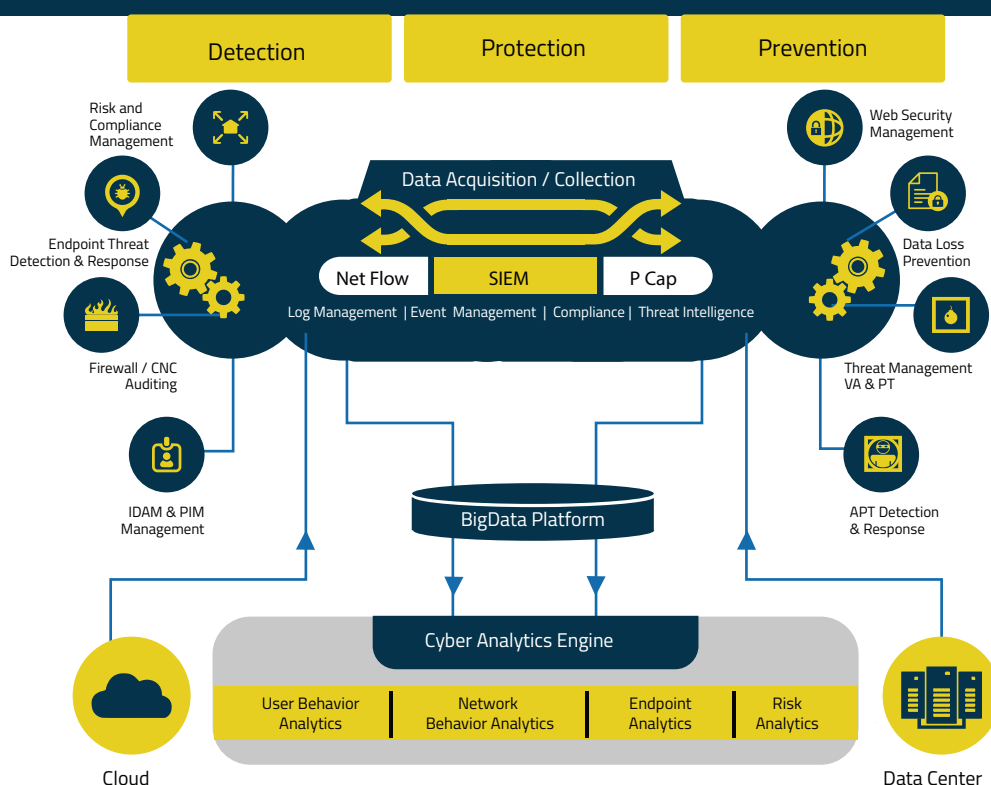 Detection
Protection
Prevention
Risk and
Compliance
Management
Web Security
Management
Data Acquisition / Collection
Endpoint Threat
Detection & Response
Data Loss
Prevention
Net Flow
SIEM
P Cap
Log Management | Event Management | Compliance | Threat Intelligence
Firewall / CNC
Auditing
Threat Management
VA & PT
IDAM & PIM
Management
BigData Platform
APT Detection
& Response
Cyber Analytics Engine
User Behavior
Analytics
Network
Behavior Analytics
Endpoint
Analytics
Risk
Analytics
Cloud
Data Center